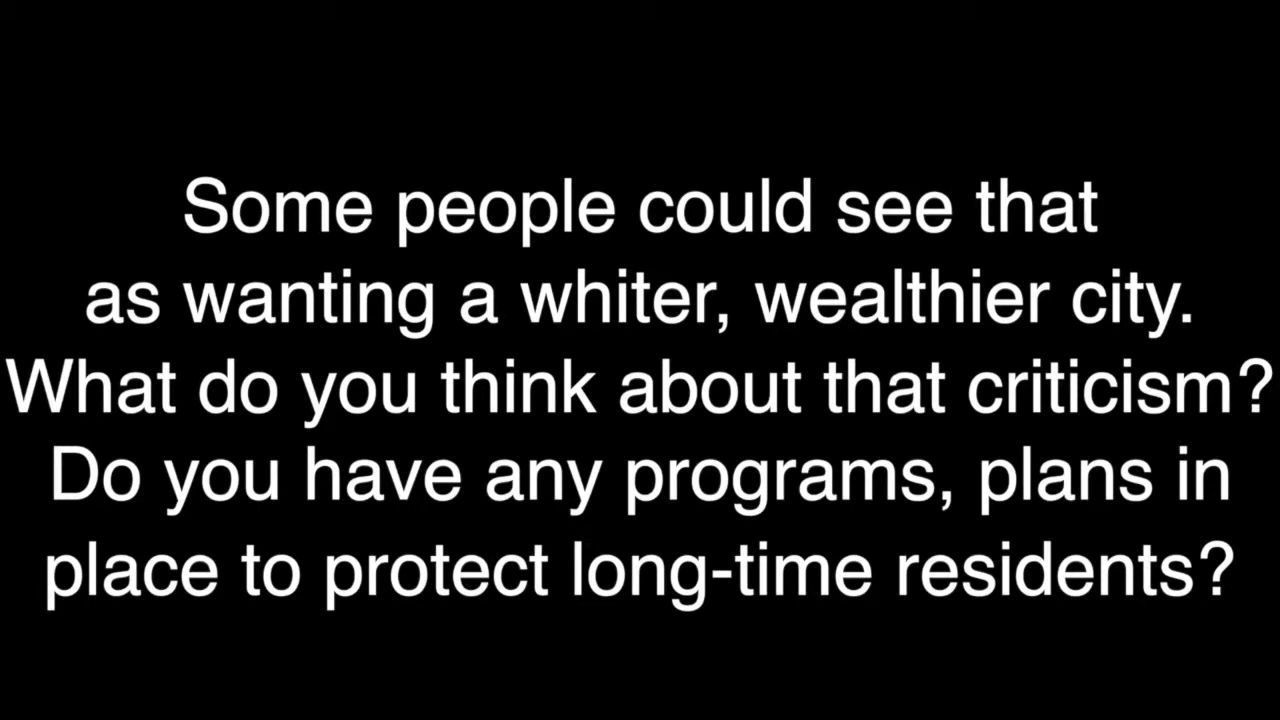 Some people could see that
as wanting a whiter, wealthier city.
What do you think about that criticism?
Do you have any programs, plans in
place to protect long-time residents?